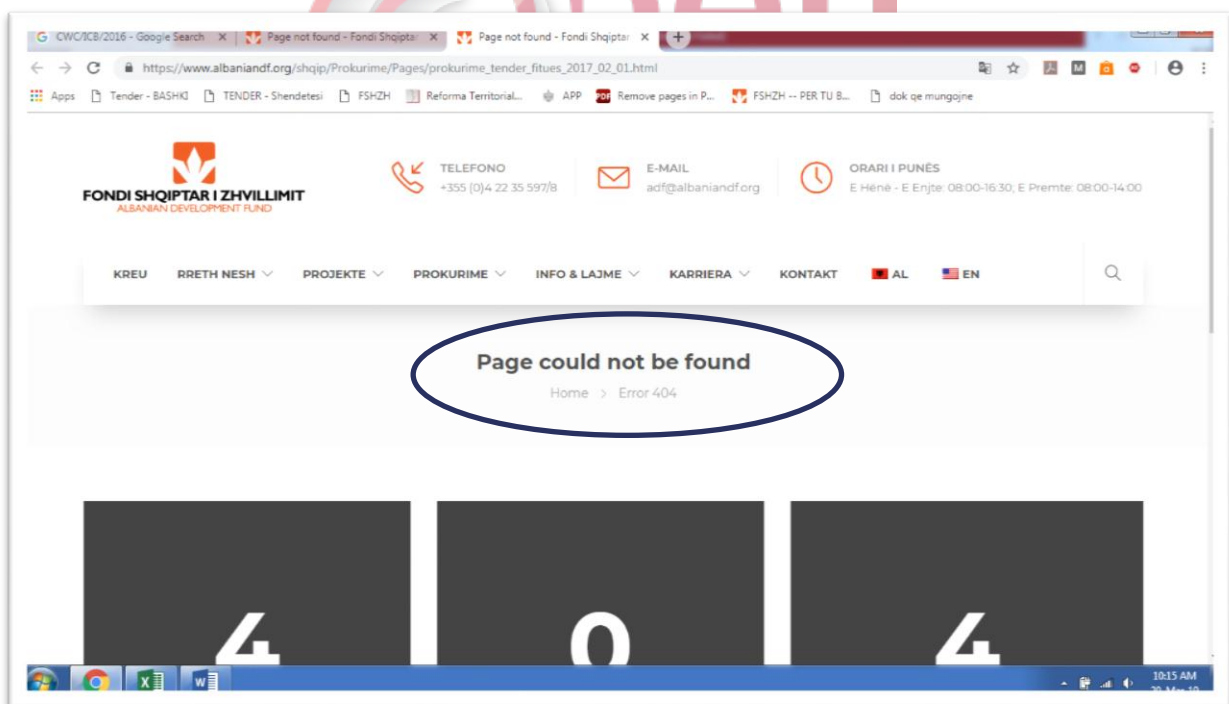 CWC/ICB/2016 - Google Search
Page not found - Fondi Shqiptar
Page not found - Fondi Shqiptar
https://www.albaniandf.org/shqip/Prokurime/Pages/prokurime_tender_fitues_2017_02_01.html
Apps Tender - BASHKI TENDER - Shendetesi FSHZH Reforma Territorial... APP Remove pages in P... FSHZH -- PER TU B... dok qe mungojne
FONDI SHQIPTAR I ZHVILLIMIT
ALBANIAN DEVELOPMENT FUND
TELEFONO
+355 (0)4 22 35 597/8
E-MAIL
adf@albaniandf.org
ORARI I PUNËS
E Hënë - E Enjte: 08:00-16:30; E Premte: 08:00-14:00
KREU RRETH NESH PROJEKTE PROKURIME INFO & LAJME KARRIERA KONTAKT AL EN
Page could not be found
Home > Error 404
4 0 4
10:15 AM